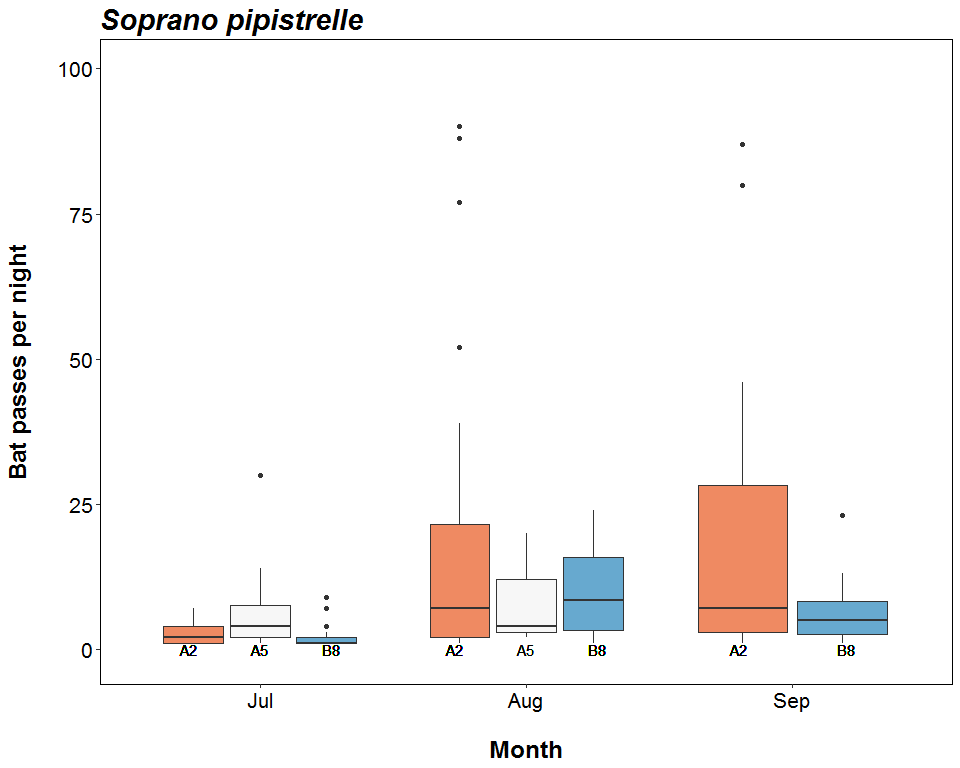 Soprano pipistrelle
100
75
50
25
0
Bat passes per night
A2 A5 B8 A2 A5 B8 A2 B8
Jul Aug Sep
Month